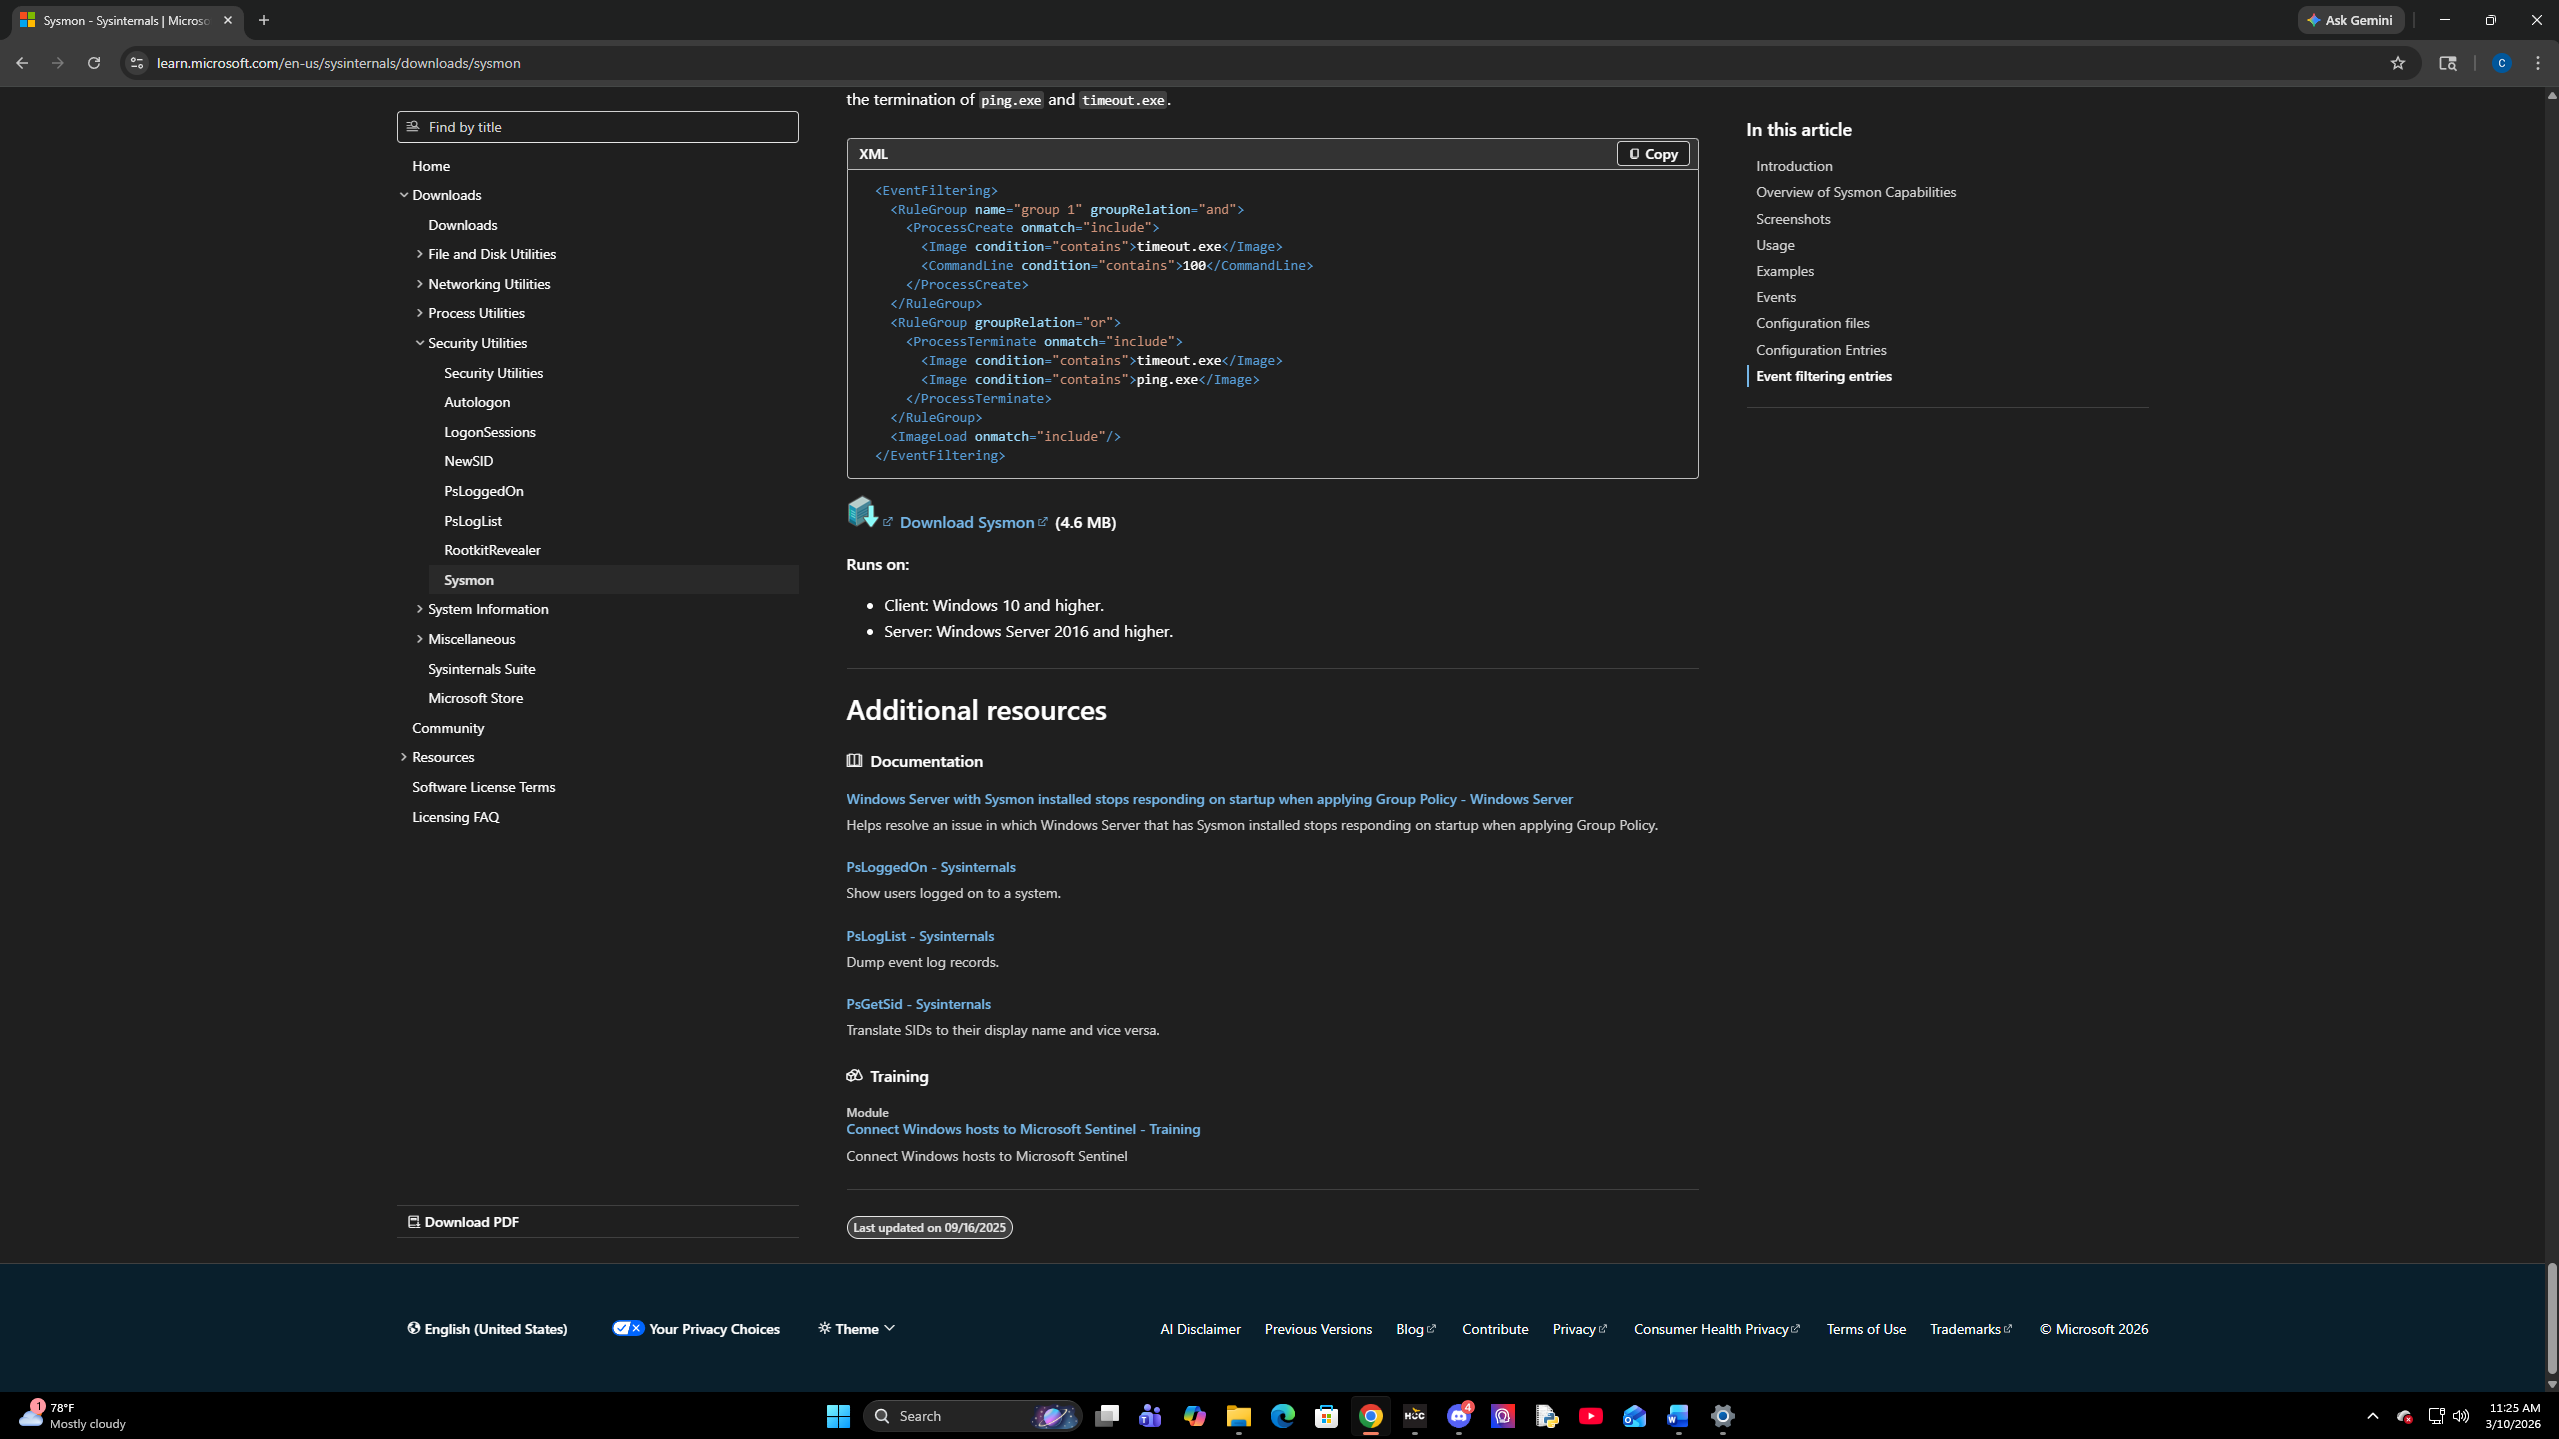 Sysmon - Sysinternals | Microso
Ask Gemini
learn.microsoft.com/en-us/sysinternals/downloads/sysmon
C
Find by title
Home
Downloads
Downloads
File and Disk Utilities
Networking Utilities
Process Utilities
Security Utilities
Security Utilities
Autologon
LogonSessions
NewSID
PsLoggedOn
PsLogList
RootkitRevealer
Sysmon
System Information
Miscellaneous
Sysinternals Suite
Microsoft Store
Community
Resources
Software License Terms
Licensing FAQ
Download PDF
the termination of ping.exe and timeout.exe.
XML
Copy
<EventFiltering>
<RuleGroup name="group 1" groupRelation="and">
<ProcessCreate onmatch="include">
<Image condition="contains">timeout.exe</Image>
<CommandLine condition="contains">100</CommandLine>
</ProcessCreate>
</RuleGroup>
<RuleGroup groupRelation="or">
<ProcessTerminate onmatch="include">
<Image condition="contains">timeout.exe</Image>
<Image condition="contains">ping.exe</Image>
</ProcessTerminate>
</RuleGroup>
<ImageLoad onmatch="include"/>
</EventFiltering>
Download Sysmon (4.6 MB)
Runs on:
• Client: Windows 10 and higher.
• Server: Windows Server 2016 and higher.
Additional resources
Documentation
Windows Server with Sysmon installed stops responding on startup when applying Group Policy - Windows Server
Helps resolve an issue in which Windows Server that has Sysmon installed stops responding on startup when applying Group Policy.
PsLoggedOn - Sysinternals
Show users logged on to a system.
PsLogList - Sysinternals
Dump event log records.
PsGetSid - Sysinternals
Translate SIDs to their display name and vice versa.
Training
Module
Connect Windows hosts to Microsoft Sentinel - Training
Connect Windows hosts to Microsoft Sentinel
Last updated on 09/16/2025
In this article
Introduction
Overview of Sysmon Capabilities
Screenshots
Usage
Examples
Events
Configuration files
Configuration Entries
Event filtering entries
English (United States)
Your Privacy Choices
Theme
AI Disclaimer
Previous Versions
Blog
Contribute
Privacy
Consumer Health Privacy
Terms of Use
Trademarks
© Microsoft 2026
1
78°F
Mostly cloudy
Search
HCC
4
11:25 AM
3/10/2026